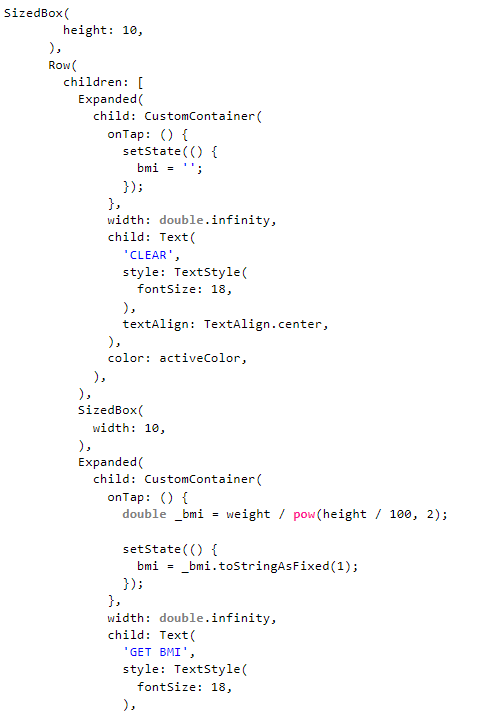 SizedBox(
        height: 10,
      ),
      Row(
        children: [
          Expanded(
            child: CustomContainer(
              onTap: () {
                setState(() {
                  bmi = '';
                });
              },
              width: double.infinity,
              child: Text(
                'CLEAR',
                style: TextStyle(
                  fontSize: 18,
                ),
                textAlign: TextAlign.center,
              ),
              color: activeColor,
            ),
          ),
          SizedBox(
            width: 10,
          ),
          Expanded(
            child: CustomContainer(
              onTap: () {
                double _bmi = weight / pow(height / 100, 2);

                setState(() {
                  bmi = _bmi.toStringAsFixed(1);
                });
              },
              width: double.infinity,
              child: Text(
                'GET BMI',
                style: TextStyle(
                  fontSize: 18,
                ),